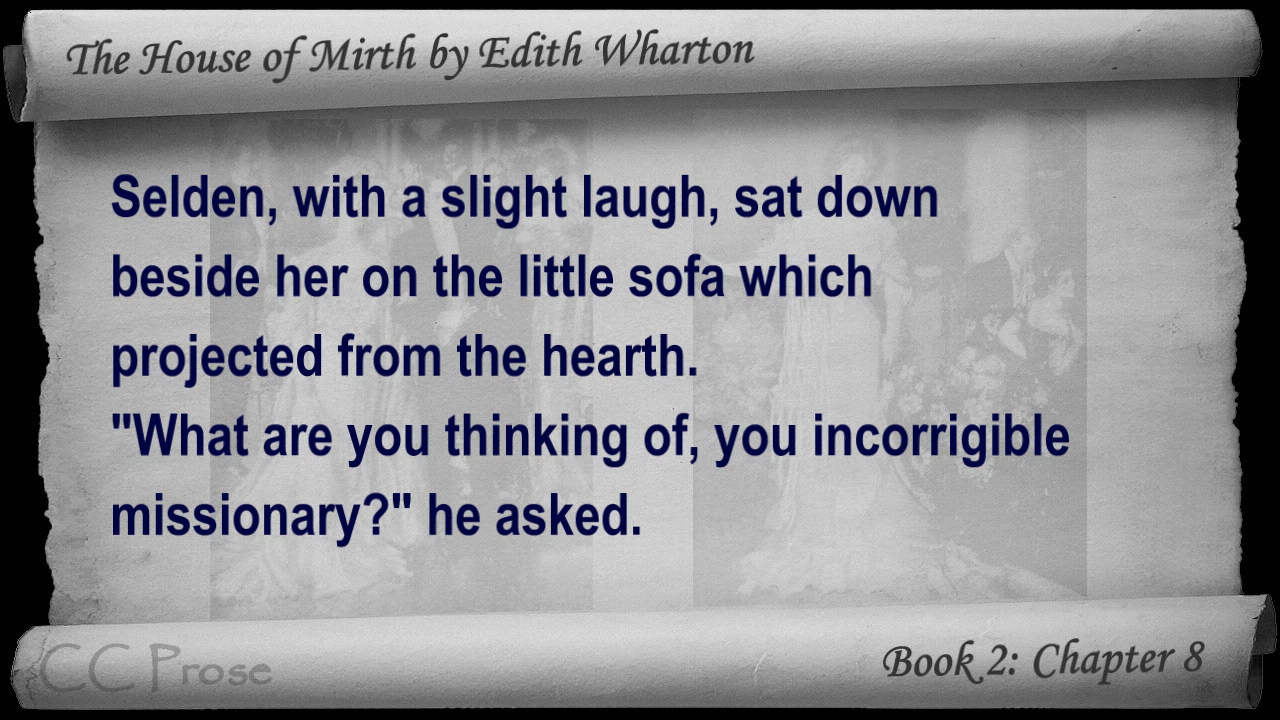 The House of Mirth by Edith Wharton
Selden, with a slight laugh, sat down
beside her on the little sofa which
projected from the hearth.
"What are you thinking of, you incorrigible
missionary?" he asked.
CC Prose
Book 2: Chapter 8